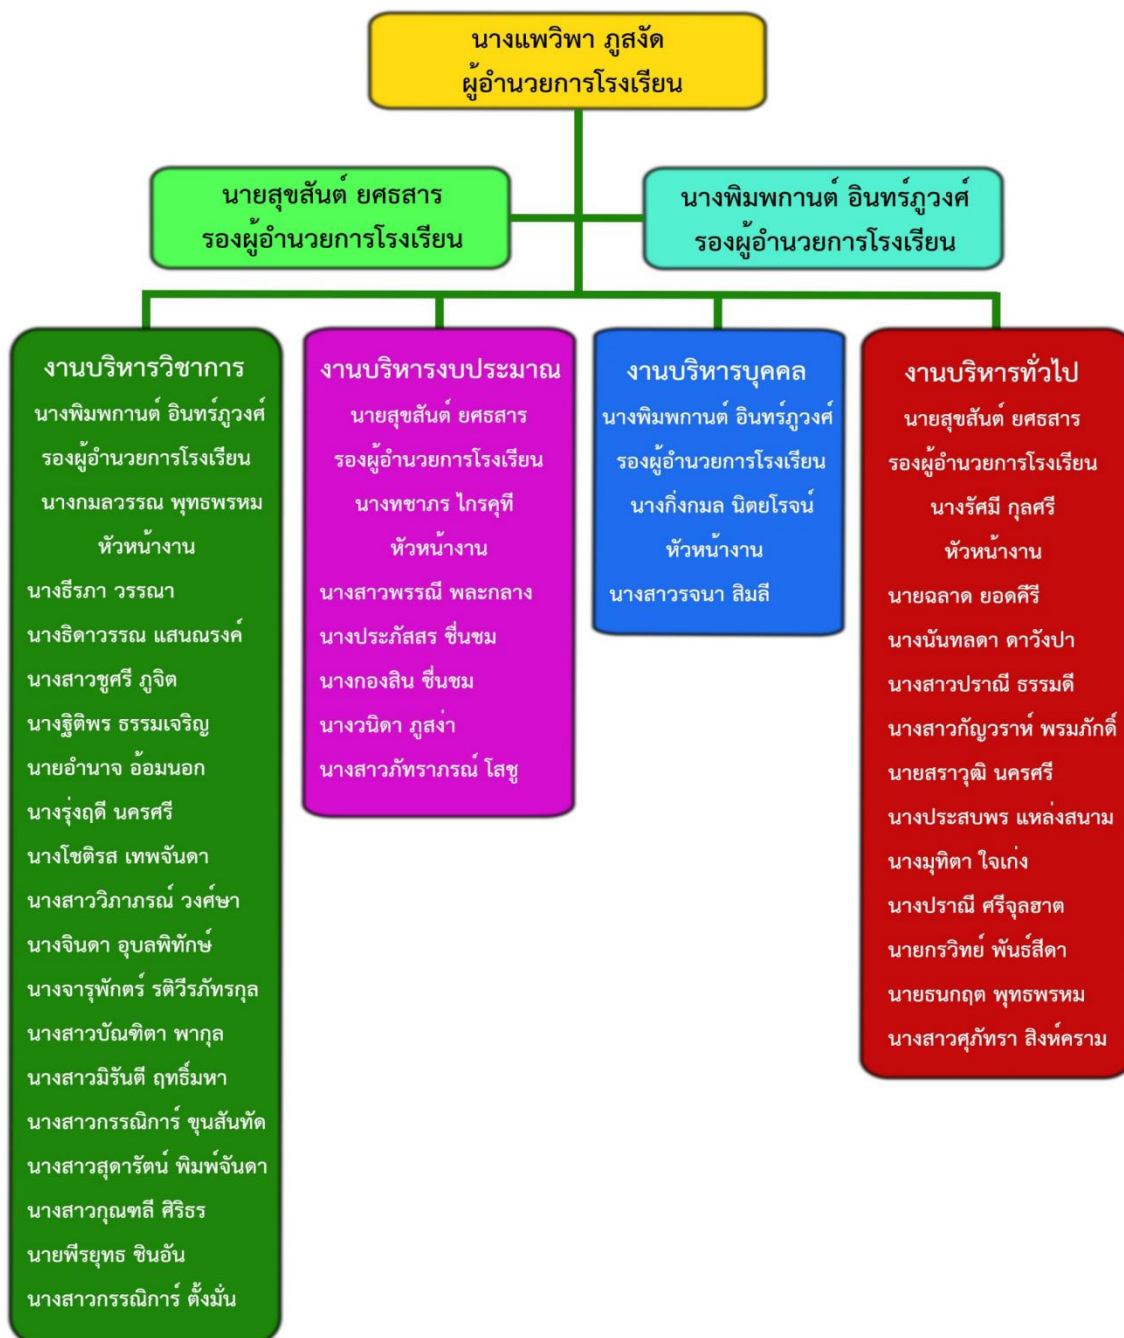 นางแพวิพา ภูสงัด
ผู้อำนวยการโรงเรียน
นายสุขสันต์ ยศธสาร
รองผู้อำนวยการโรงเรียน
นางพิมพกานต์ อินทร์ภูวงศ์
รองผู้อำนวยการโรงเรียน
งานบริหารวิชาการ
นางพิมพกานต์ อินทร์ภูวงศ์
รองผู้อำนวยการโรงเรียน
นางกมลวรรณ พุทธพรหม
หัวหน้างาน
นางธีรภา วรรณา
นางธิดาวรรณ แสนณรงค์
นางสาวชูศรี ภูจิต
นางฐิติพร ธรรมเจริญ
นายอำนาจ อ้อมนอก
นางรุ่งฤดี นครศรี
นางโชติรส เทพจันดา
นางสาววิภาภรณ์ วงศ์ษา
นางจินดา อุบลพิทักษ์
นางจารุพักตร์ รติวีรภัทรกุล
นางสาวบัณฑิตา พากุล
นางสาวมิรันตี ฤทธิ์มหา
นางสาวกรรณิการ์ ขุนสันทัด
นางสาวสุดารัตน์ พิมพ์จันดา
นางสาวกุณฑลี ศิริธร
นายพีรยุทธ ชินอัน
นางสาวกรรณิการ์ ตั้งมั่น
งานบริหารงบประมาณ
นายสุขสันต์ ยศธสาร
รองผู้อำนวยการโรงเรียน
นางทชาภร ไกรคุที
หัวหน้างาน
นางสาวพรรณี พละกลาง
นางประภัสสร ชื่นชม
นางกองสิน ชื่นชม
นางวนิดา ภูสง่า
นางสาวภัทราภรณ์ โสชู
งานบริหารบุคคล
นางพิมพกานต์ อินทร์ภูวงศ์
รองผู้อำนวยการโรงเรียน
นางกิ่งกมล นิตยโรจน์
หัวหน้างาน
นางสาวรจนา สิมลี
งานบริหารทั่วไป
นายสุขสันต์ ยศธสาร
รองผู้อำนวยการโรงเรียน
นางรัศมี กุลศรี
หัวหน้างาน
นายฉลาด ยอดคีรี
นางนันทลดา ดาวังปา
นางสาวปราณี ธรรมดี
นางสาวกัญวราห์ พรมภักดิ์
นายสราวุฒิ นครศรี
นางประสบพร แหล่งสนาม
นางมุทิตา ใจเก่ง
นางปราณี ศรีจุลฮาต
นายกรวิทย์ พันธ์สีดา
นายธนกฤต พุทธพรหม
นางสาวศุภัทรา สิงห์คราม